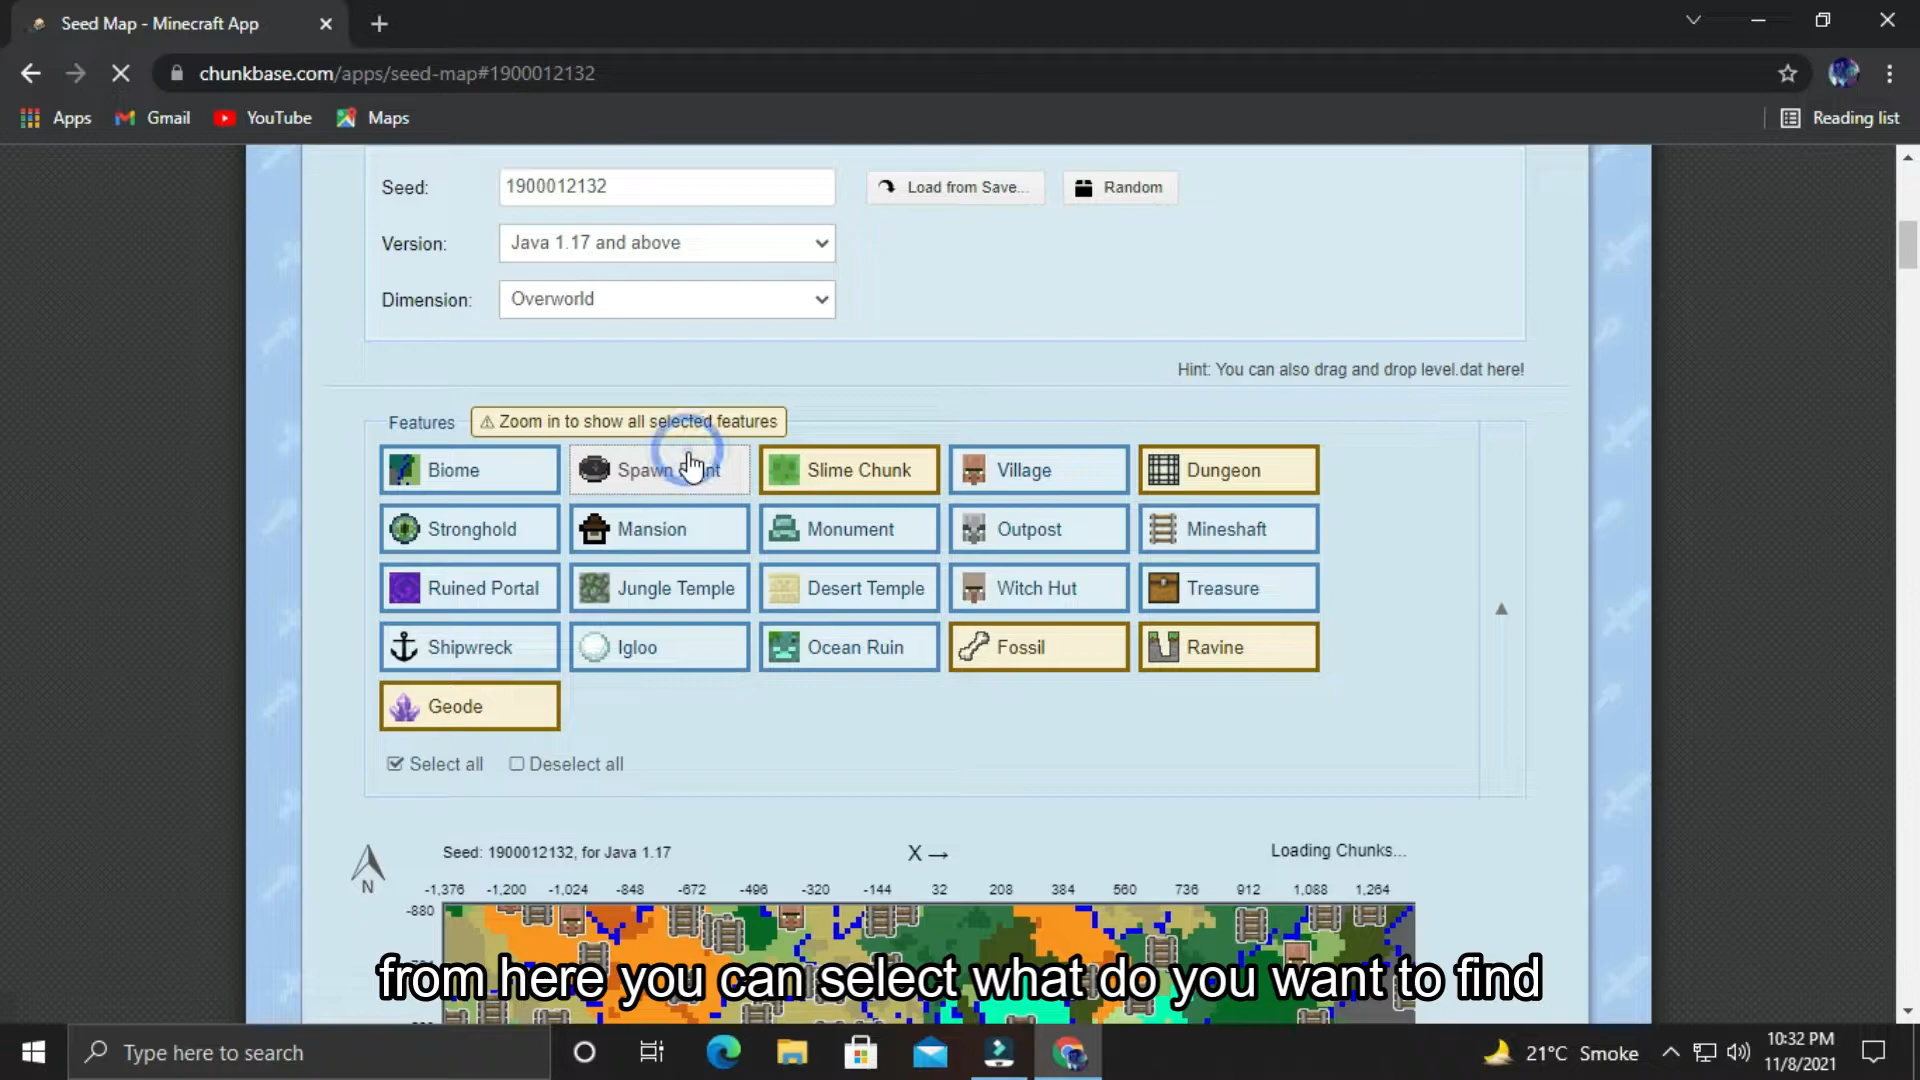 Seed Map - Minecraft App
chunkbase.com/apps/seed-map#1900012132
Apps Gmail YouTube Maps Reading list
Seed: 1900012132 Load from Save... Random
Version: Java 1.17 and above
Dimension: Overworld
Hint: You can also drag and drop level.dat here!
Features Zoom in to show all selected features
Biome Spawn Point Slime Chunk Village Dungeon
Stronghold Mansion Monument Outpost Mineshaft
Ruined Portal Jungle Temple Desert Temple Witch Hut Treasure
Shipwreck Igloo Ocean Ruin Fossil Ravine
Geode
Select all Deselect all
Seed: 1900012132, for Java 1.17 X → Loading Chunks...
N
-1,376 -1,200 -1,024 -848 -672 -496 -320 -144 32 208 384 560 736 912 1,088 1,264
-880
from here you can select what do you want to find
Type here to search 21°C Smoke 10:32 PM
11/8/2021